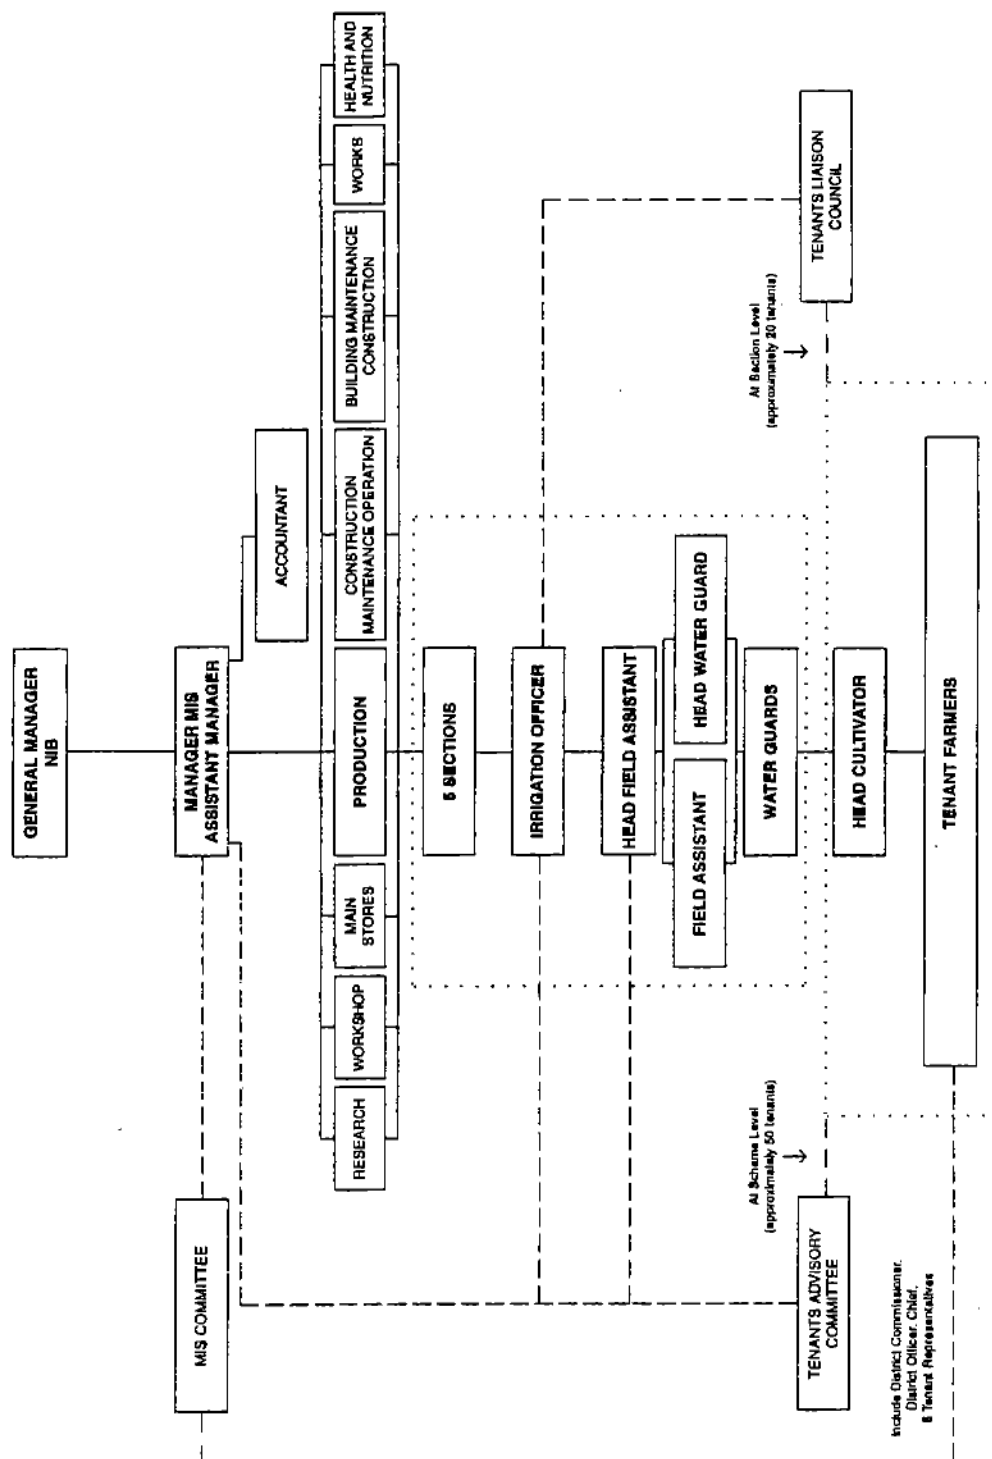 GENERAL MANAGER
NIB
MANAGER MIS
ASSISTANT MANAGER
MIS COMMITTEE
ACCOUNTANT
RESEARCH
WORKSHOP
MAIN
STORES
PRODUCTION
CONSTRUCTION
MAINTENANCE OPERATION
BUILDING MAINTENANCE
CONSTRUCTION
WORKS
HEALTH AND
NUTRITION
5 SECTIONS
IRRIGATION OFFICER
HEAD FIELD ASSISTANT
FIELD ASSISTANT
HEAD WATER GUARD
WATER GUARDS
At Scheme Level
(approximately 50 tenants)
At Section Level
(approximately 20 tenants)
TENANTS ADVISORY
COMMITTEE
TENANTS LIAISON
COUNCIL
HEAD CULTIVATOR
Include District Commissioner,
District Officer, Chief,
6 Tenant Representatives
TENANT FARMERS